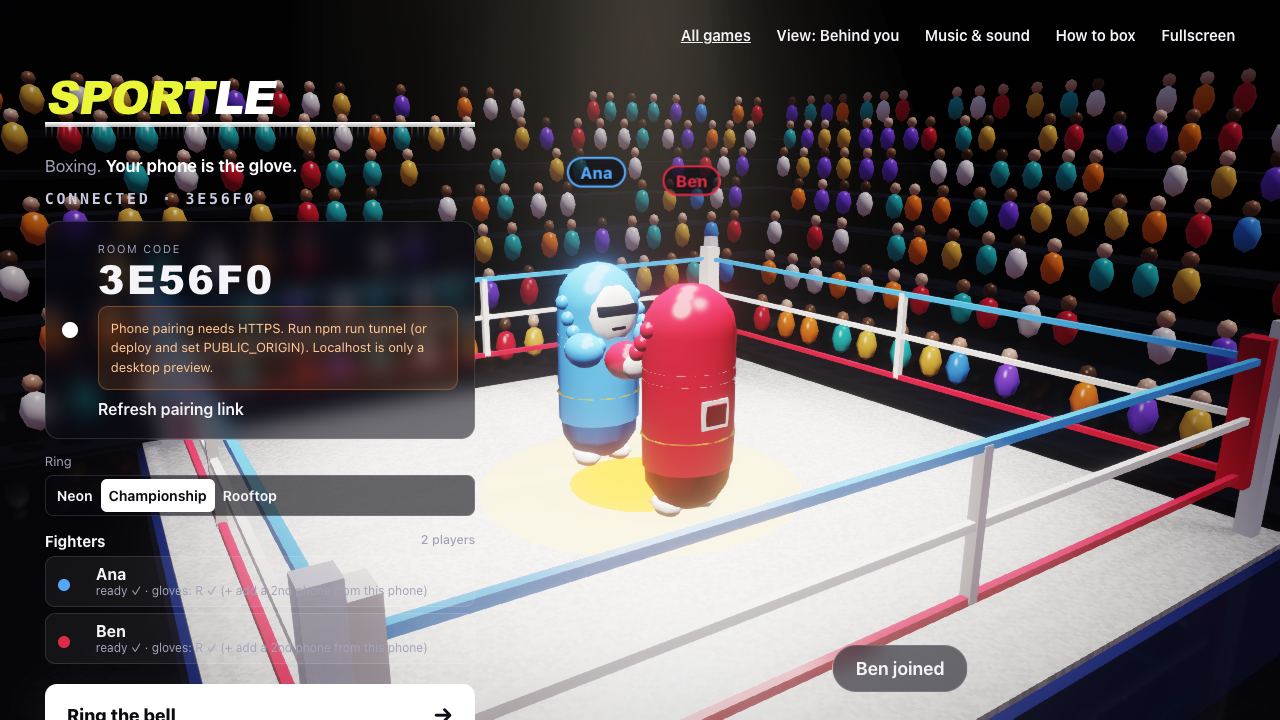 All games
View: Behind you
Music & sound
How to box
Fullscreen
SPORTLE
Boxing. Your phone is the glove.
CONNECTED · 3E56F0
ROOM CODE
3E56F0
Phone pairing needs HTTPS. Run npm run tunnel (or
deploy and set PUBLIC_ORIGIN). Localhost is only a
desktop preview.
Refresh pairing link
Ring
Neon
Championship
Rooftop
Fighters
2 players
Ana
ready ✓ · gloves: R ✓ (+ add a 2nd phone from this phone)
Ben
ready ✓ · gloves: R ✓ (+ add a 2nd phone from this phone)
Ring the bell →
Ana
Ben
Ben joined